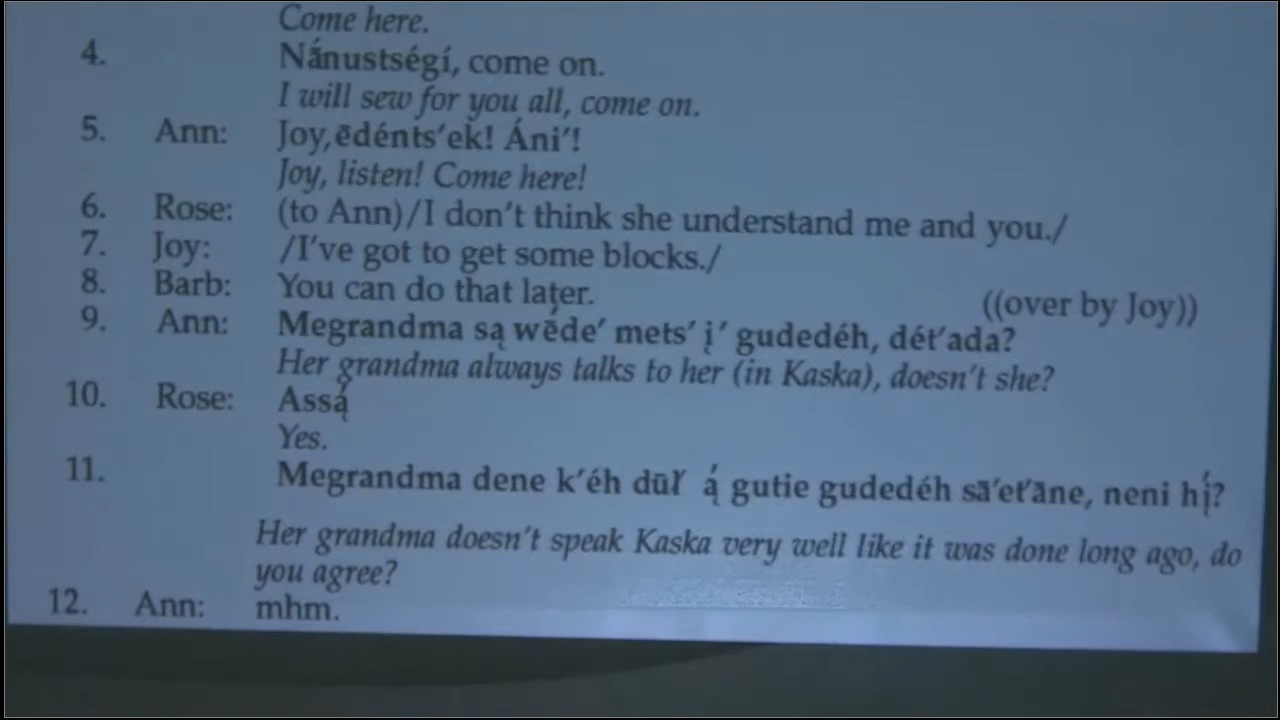 Come here.
4. Ną́nustségí, come on.
I will sew for you all, come on.
5. Ann: Joy, ēdénts'ek! Áni'!
Joy, listen! Come here!
6. Rose: (to Ann)/I don't think she understand me and you./
7. Joy: /I've got to get some blocks./
8. Barb: You can do that later. ((over by Joy))
9. Ann: Megrandma są wḗde' mets' į' gudedéh, dét'ada?
Her grandma always talks to her (in Kaska), doesn't she?
10. Rose: Assą́
Yes.
11. Megrandma dene k'éh dūł ą́ gutie gudedéh sā'et'āne, neni hį́?
Her grandma doesn't speak Kaska very well like it was done long ago, do
you agree?
12. Ann: mhm.